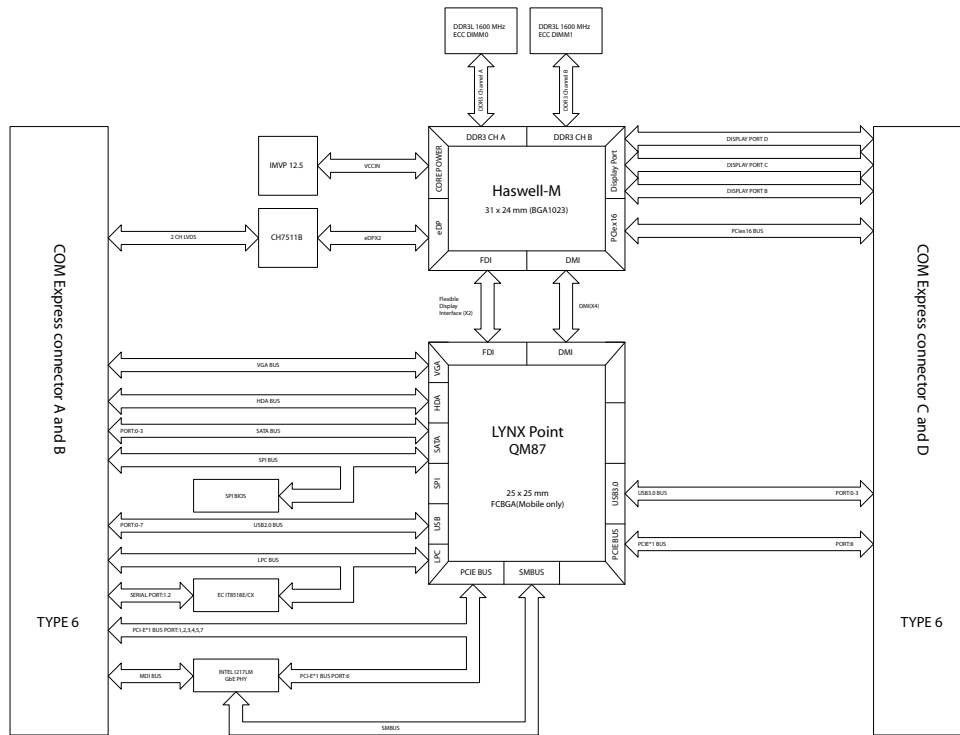 DDR3L 1600 MHz
ECC DIMM0
DDR3L 1600 MHz
ECC DIMM1
DDR3 Channel A
DDR3 Channel B
DDR3 CH A
DDR3 CH B
COREPOWER
eDP
Display Port
PCIex16
Haswell-M
31 x 24 mm (BGA1023)
FDI
DMI
IMVP 12.5
VCCIN
CH7511B
2 CH LVDS
eDPX2
DISPLAY PORT D
DISPLAY PORT C
DISPLAY PORT B
PCIex16 BUS
COM Express connector A and B
TYPE 6
COM Express connector C and D
TYPE 6
Flexible
Display
Interface (X2)
DMI(X4)
FDI
DMI
VGA
HDA
SATA
SPI
USB
LPC
LYNX Point
QM87
25 x 25 mm
FCBGA(Mobile only)
USB3.0
PCIEBUS
PCIE BUS
SMBUS
VGA BUS
HDA BUS
PORT:0-3
SATA BUS
SPI BUS
SPI BIOS
PORT:0-7
USB2.0 BUS
LPC BUS
SERIAL PORT:1,2
EC IT8518E/CX
PCI-E*1 BUS PORT:1,2,3,4,5,7
MDI BUS
INTEL I217LM
GbE PHY
PCI-E*1 BUS PORT:6
SMBUS
USB3.0 BUS
PORT:0-3
PCIE*1 BUS
PORT:8